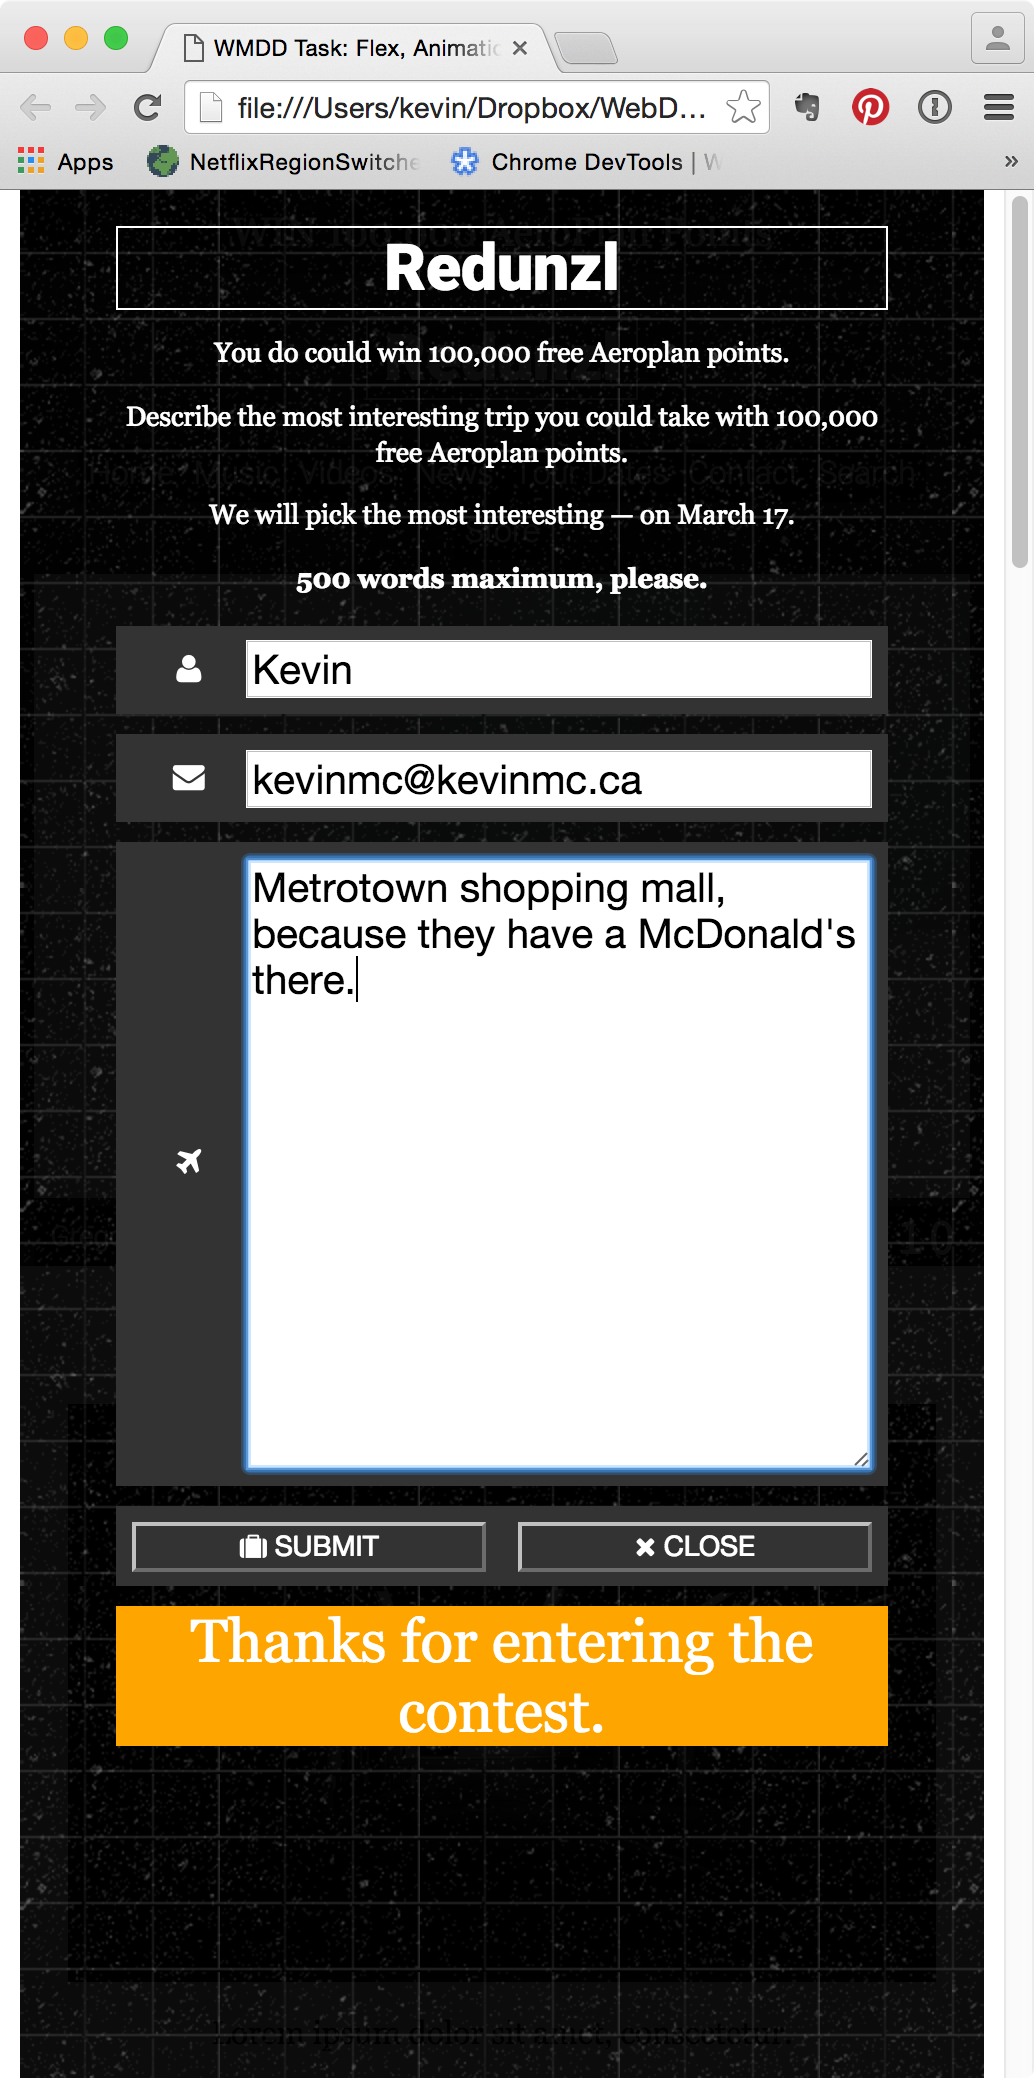 WMDD Task: Flex, Animatic
file:///Users/kevin/Dropbox/WebD...
Apps NetflixRegionSwitche Chrome DevTools | W »
Redunzl
You do could win 100,000 free Aeroplan points.
Describe the most interesting trip you could take with 100,000
free Aeroplan points.
We will pick the most interesting — on March 17.
500 words maximum, please.
Kevin
kevinmc@kevinmc.ca
Metrotown shopping mall,
because they have a McDonald's
there.
SUBMIT CLOSE
Thanks for entering the
contest.